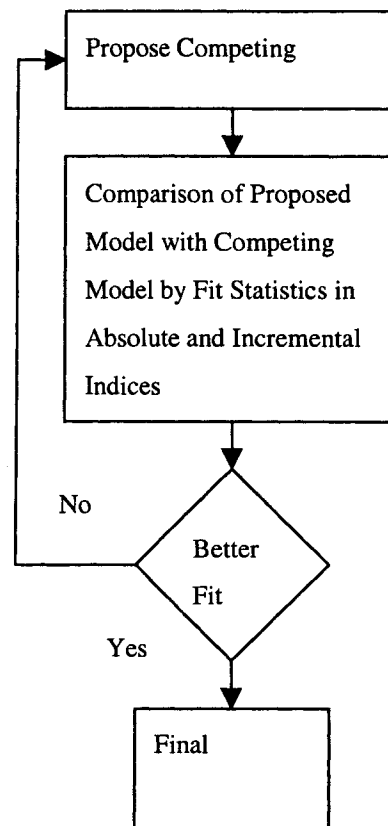 Propose Competing
Comparison of Proposed
Model with Competing
Model by Fit Statistics in
Absolute and Incremental
Indices
No
Better
Fit
Yes
Final